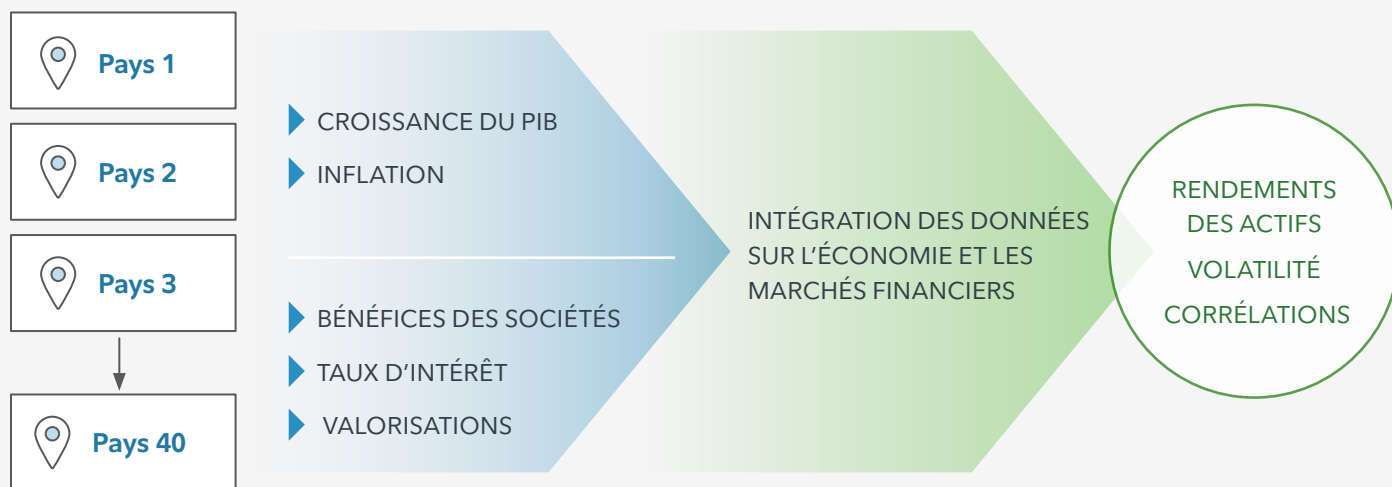 Pays 1
Pays 2
Pays 3
Pays 40
CROISSANCE DU PIB
INFLATION
BÉNÉFICES DES SOCIÉTÉS
TAUX D'INTÉRÊT
VALORISATIONS
INTÉGRATION DES DONNÉES
SUR L'ÉCONOMIE ET LES
MARCHÉS FINANCIERS
RENDEMENTS
DES ACTIFS
VOLATILITÉ
CORRÉLATIONS